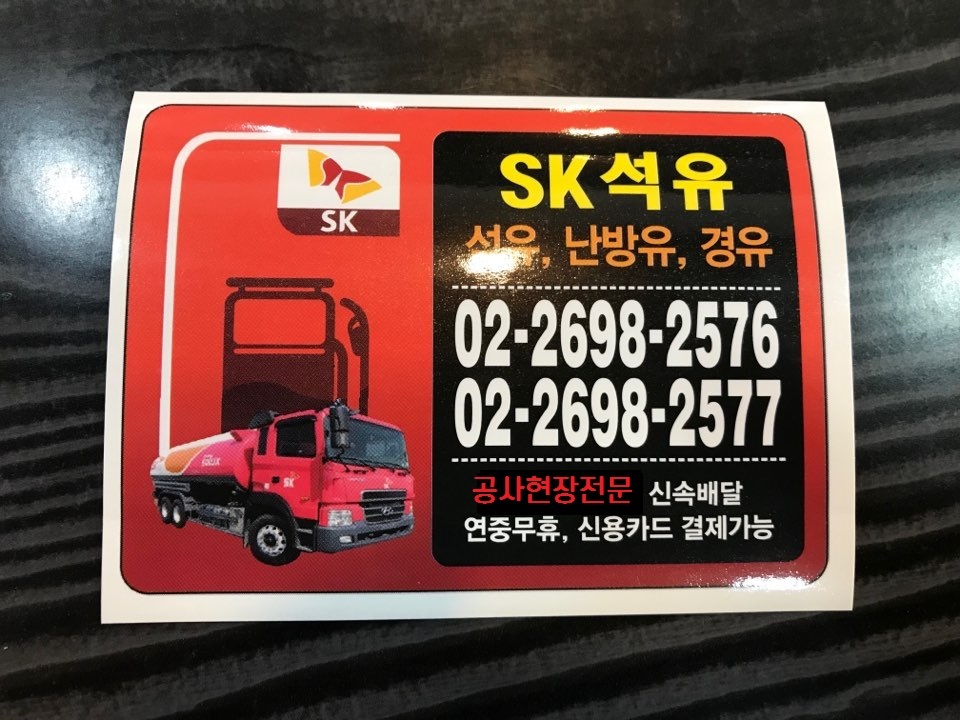 SK
SK석유
석유, 난방유, 경유
02-2698-2576
02-2698-2577
공사현장전문 신속배달
연중무휴, 신용카드 결제가능
SK